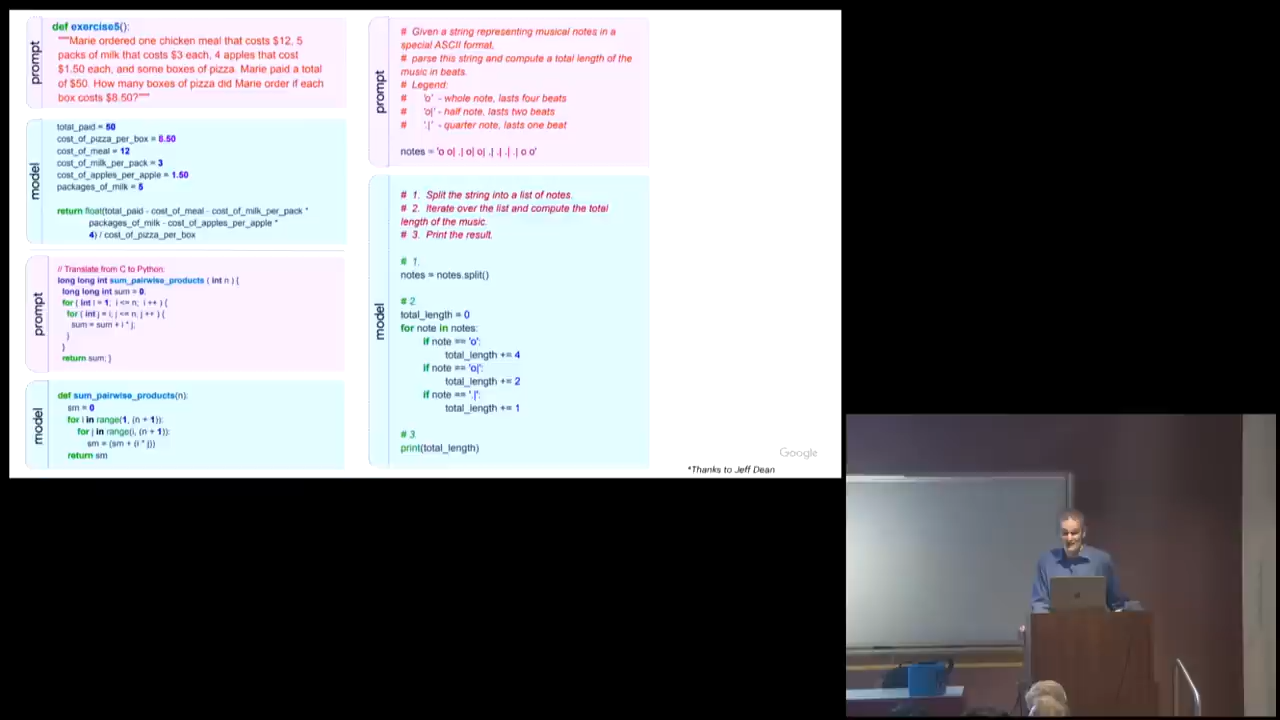 prompt
def exercise5():
"""Marie ordered one chicken meal that costs $12, 5
packs of milk that costs $3 each, 4 apples that cost
$1.50 each, and some boxes of pizza. Marie paid a total
of $50. How many boxes of pizza did Marie order if each
box costs $8.50?"""
model
total_paid = 50
cost_of_pizza_per_box = 8.50
cost_of_meal = 12
cost_of_milk_per_pack = 3
cost_of_apples_per_apple = 1.50
packages_of_milk = 5
return float(total_paid - cost_of_meal - cost_of_milk_per_pack *
packages_of_milk - cost_of_apples_per_apple *
4) / cost_of_pizza_per_box
prompt
// Translate from C to Python:
long long int sum_pairwise_products ( int n ) {
long long int sum = 0;
for ( int i = 1; i <= n; i ++ ) {
for ( int j = i; j <= n; j ++ ) {
sum = sum + i * j;
}
}
return sum; }
model
def sum_pairwise_products(n):
sm = 0
for i in range(1, (n + 1)):
for j in range(i, (n + 1)):
sm = (sm + (i * j))
return sm
prompt
# Given a string representing musical notes in a
special ASCII format,
# parse this string and compute a total length of the
music in beats.
# Legend:
# 'o' - whole note, lasts four beats
# 'o|' - half note, lasts two beats
# '.|' - quarter note, lasts one beat
notes = 'o o| .| o| o| .| .| .| .| o o'
model
# 1. Split the string into a list of notes.
# 2. Iterate over the list and compute the total
length of the music.
# 3. Print the result.
# 1.
notes = notes.split()
# 2
total_length = 0
for note in notes:
if note == 'o':
total_length += 4
if note == 'o|':
total_length += 2
if note == '.|':
total_length += 1
# 3.
print(total_length)
Google
*Thanks to Jeff Dean